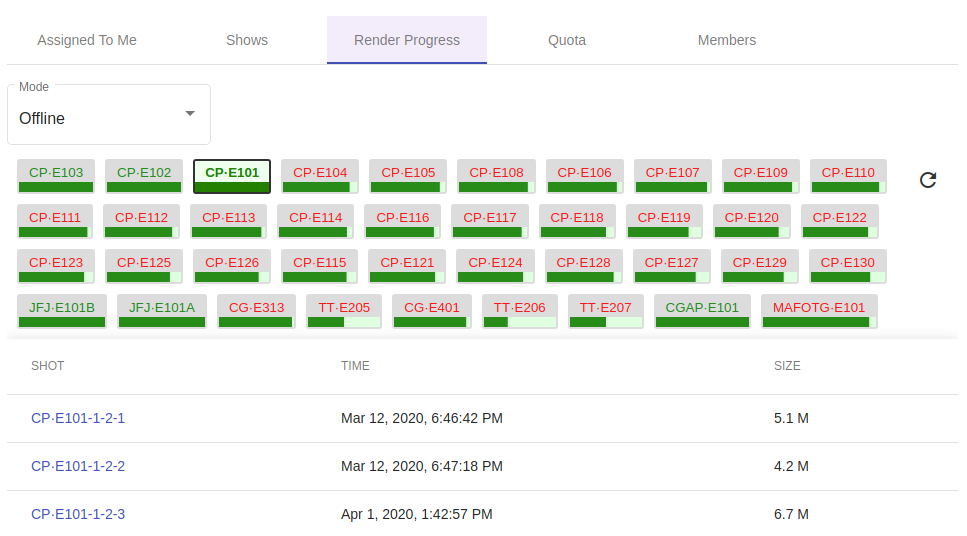 Assigned To Me Shows Render Progress Quota Members
Mode
Offline
CP·E103 CP·E102 CP·E101 CP·E104 CP·E105 CP·E108 CP·E106 CP·E107 CP·E109 CP·E110
CP·E111 CP·E112 CP·E113 CP·E114 CP·E116 CP·E117 CP·E118 CP·E119 CP·E120 CP·E122
CP·E123 CP·E125 CP·E126 CP·E115 CP·E121 CP·E124 CP·E128 CP·E127 CP·E129 CP·E130
JFJ·E101B JFJ·E101A CG·E313 TT·E205 CG·E401 TT·E206 TT·E207 CGAP·E101 MAFOTG·E101
SHOT TIME SIZE
CP·E101-1-2-1 Mar 12, 2020, 6:46:42 PM 5.1 M
CP·E101-1-2-2 Mar 12, 2020, 6:47:18 PM 4.2 M
CP·E101-1-2-3 Apr 1, 2020, 1:42:57 PM 6.7 M